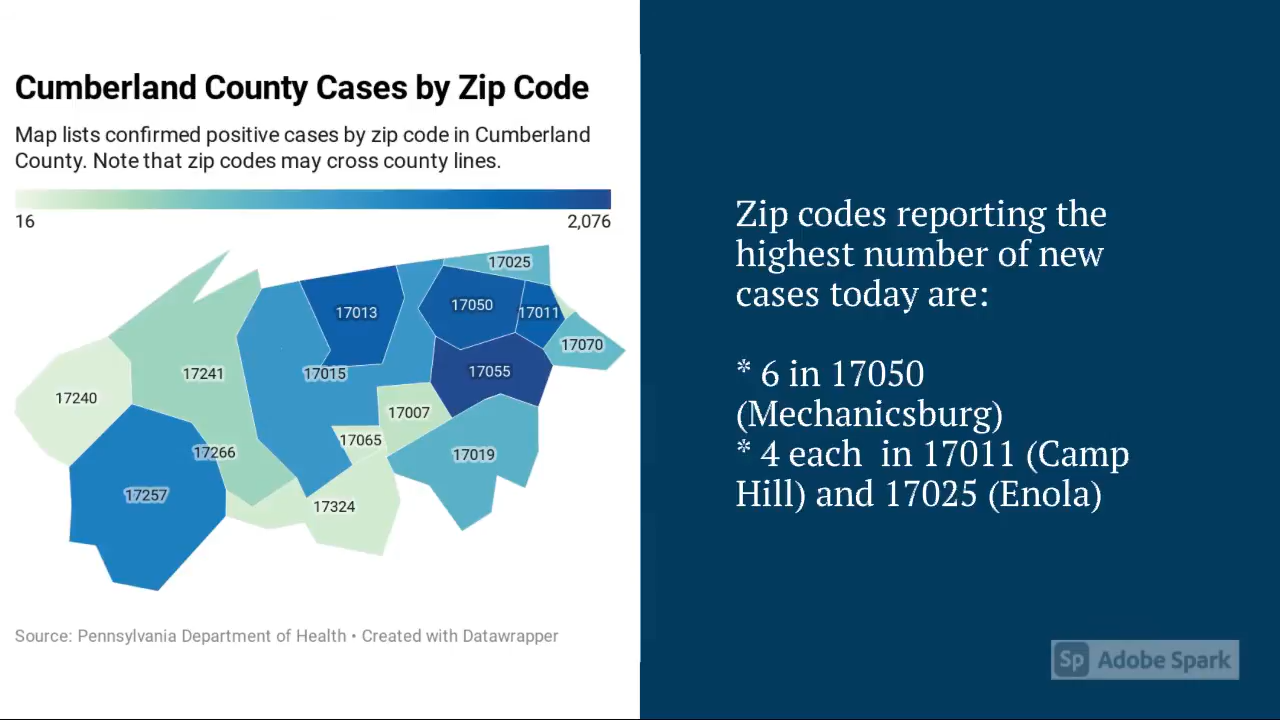 Cumberland County Cases by Zip Code
Map lists confirmed positive cases by zip code in Cumberland
County. Note that zip codes may cross county lines.
16
2,076
17025
17050
17011
17013
17070
17055
17015
17241
17240
17007
17065
17266
17019
17257
17324
Source: Pennsylvania Department of Health • Created with Datawrapper
Zip codes reporting the
highest number of new
cases today are:
* 6 in 17050
(Mechanicsburg)
* 4 each  in 17011 (Camp
Hill) and 17025 (Enola)
Sp Adobe Spark